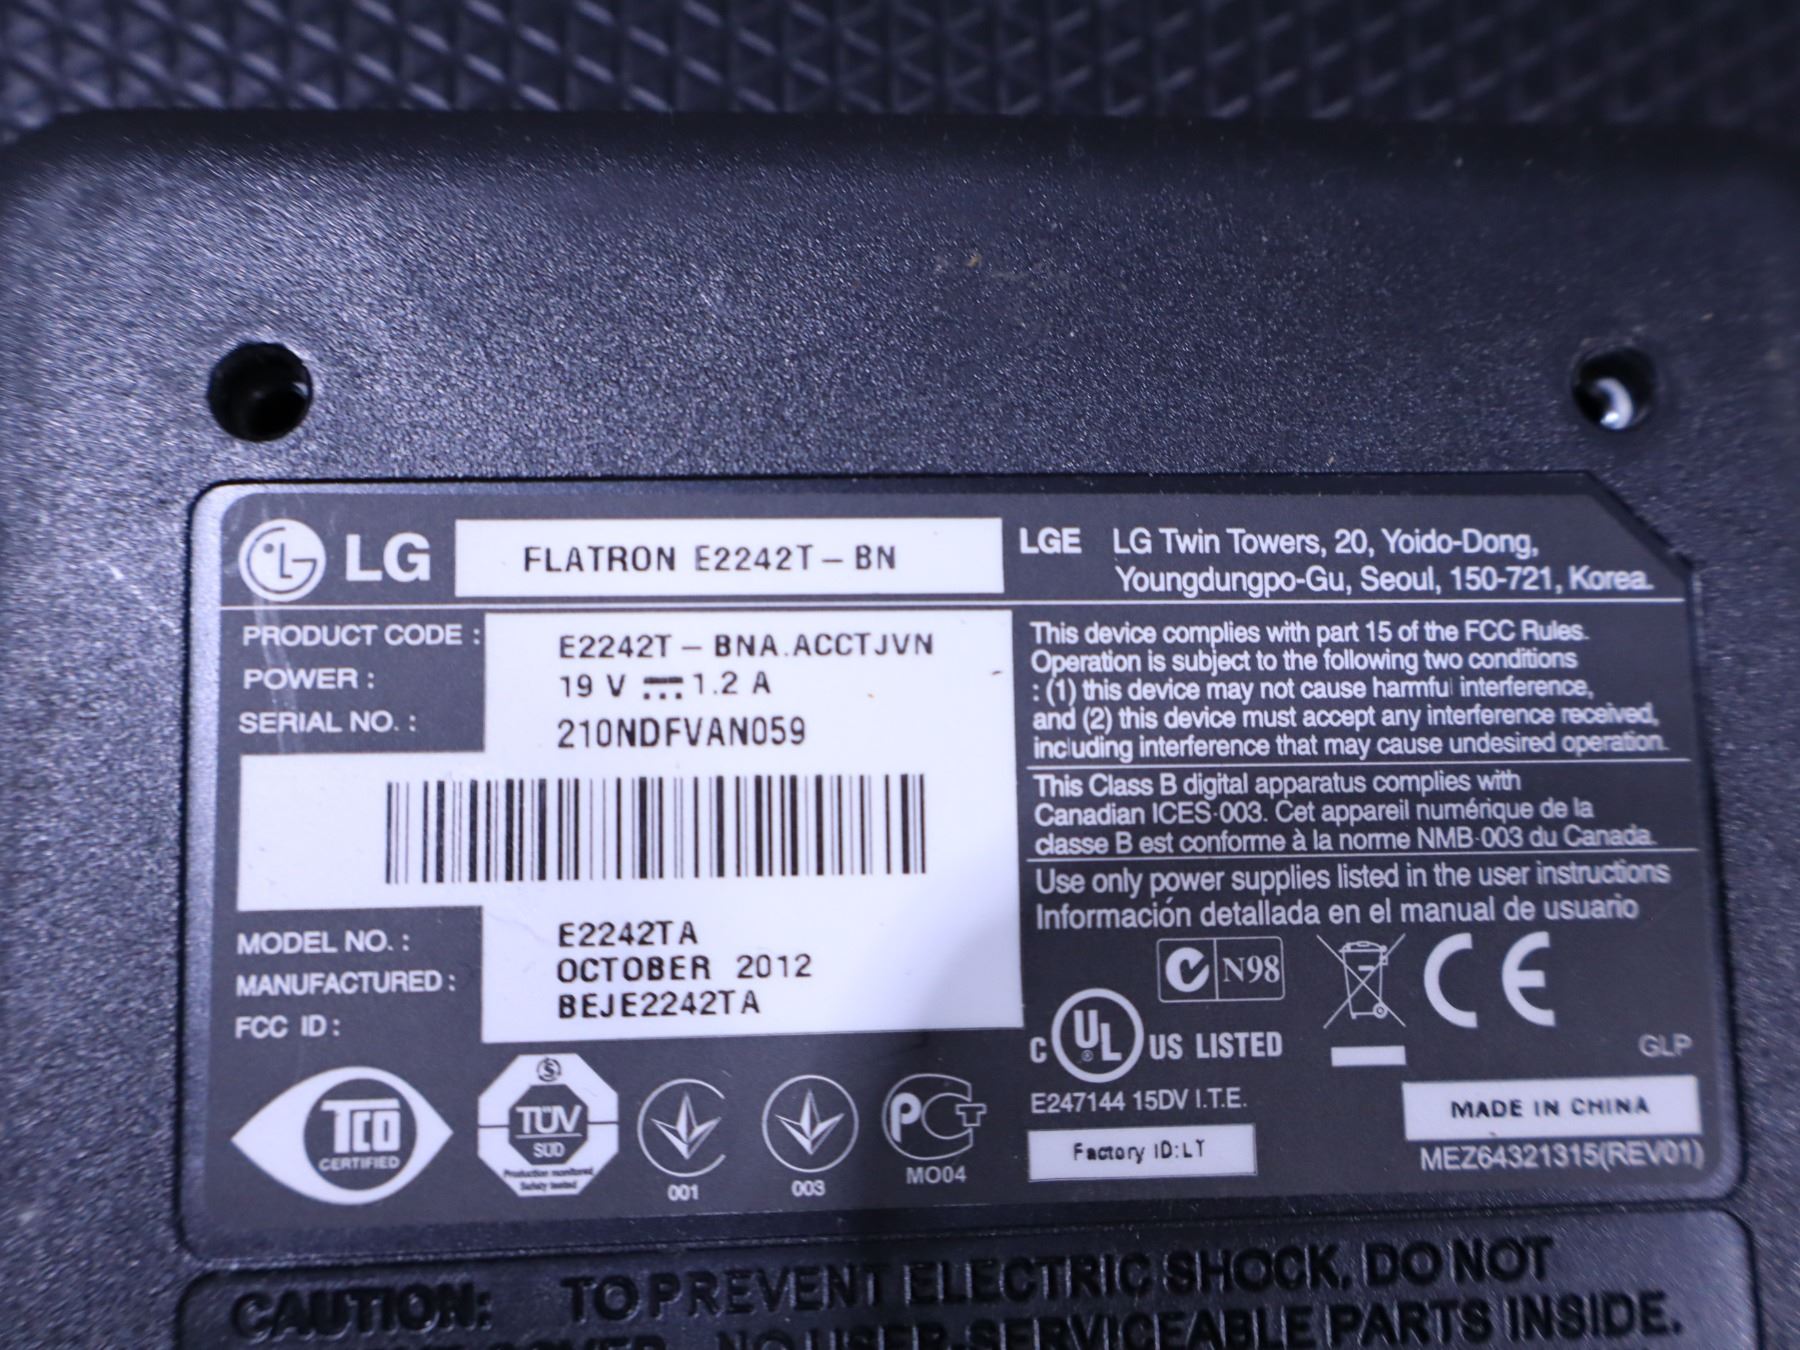 LG FLATRON E2242T-BN
PRODUCT CODE : E2242T-BNA.ACCTJVN
POWER : 19 V 1.2 A
SERIAL NO. : 210NDFVAN059
MODEL NO. : E2242TA
MANUFACTURED : OCTOBER 2012
FCC ID : BEJE2242TA
TCO
CERTIFIED
S
TÜV
SÜD
Production monitored
Safety tested
001
003
PCT
MO04
LGE LG Twin Towers, 20, Yoido-Dong,
Youngdungpo-Gu, Seoul, 150-721, Korea.
This device complies with part 15 of the FCC Rules.
Operation is subject to the following two conditions
: (1) this device may not cause harmful interference,
and (2) this device must accept any interference received,
including interference that may cause undesired operation.
This Class B digital apparatus complies with
Canadian ICES-003. Cet appareil numérique de la
classe B est conforme à la norme NMB-003 du Canada.
Use only power supplies listed in the user instructions
Información detallada en el manual de usuario
N98
CE
C UL ® US LISTED
GLP
E247144 15DV I.T.E.
Factory ID:LT
MADE IN CHINA
MEZ64321315(REV01)
CAUTION: TO PREVENT ELECTRIC SHOCK, DO NOT
NO USER-SERVICEABLE PARTS INSIDE.